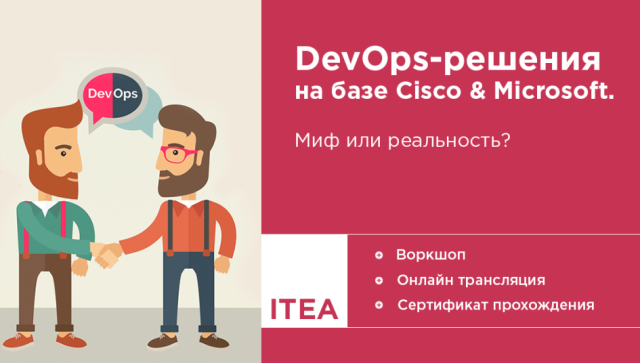 DevOps
DevOps-решения
на базе Cisco & Microsoft.
Миф или реальность?
Воркшоп
Онлайн трансляция
Сертификат прохождения
ITEA